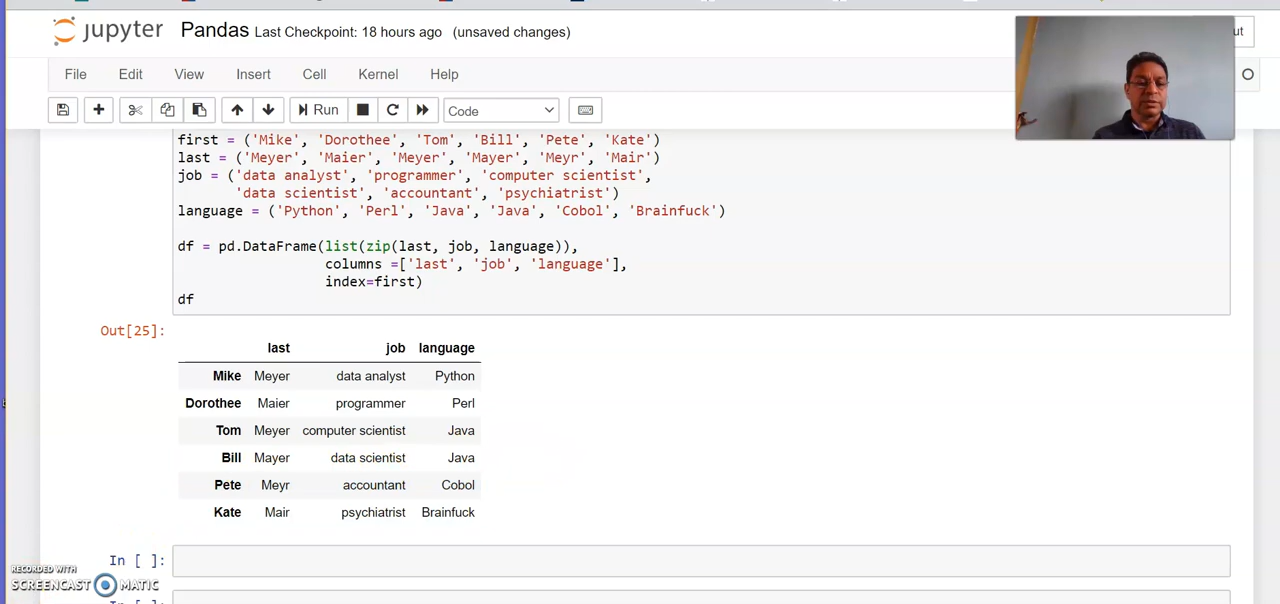 jupyter Pandas Last Checkpoint: 18 hours ago (unsaved changes)
ut
File Edit View Insert Cell Kernel Help
Run Code
first = ('Mike', 'Dorothee', 'Tom', 'Bill', 'Pete', 'Kate')
last = ('Meyer', 'Maier', 'Meyer', 'Mayer', 'Meyr', 'Mair')
job = ('data analyst', 'programmer', 'computer scientist',
'data scientist', 'accountant', 'psychiatrist')
language = ('Python', 'Perl', 'Java', 'Java', 'Cobol', 'Brainfuck')
df = pd.DataFrame(list(zip(last, job, language)),
columns =['last', 'job', 'language'],
index=first)
df
Out[25]:
last job language
Mike Meyer data analyst Python
Dorothee Maier programmer Perl
Tom Meyer computer scientist Java
Bill Mayer data scientist Java
Pete Meyr accountant Cobol
Kate Mair psychiatrist Brainfuck
In [ ]:
RECORDED WITH
SCREENCAST MATIC
In [ ]: